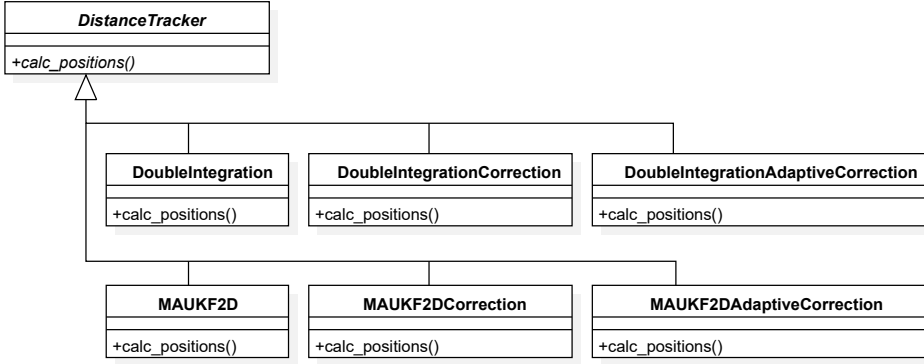 DistanceTracker
+calc_positions()
DoubleIntegration
DoubleIntegrationCorrection
DoubleIntegrationAdaptiveCorrection
+calc_positions()
+calc_positions()
+calc_positions()
MAUKF2D
MAUKF2DCorrection
MAUKF2DAdaptiveCorrection
+calc_positions()
+calc_positions()
+calc_positions()